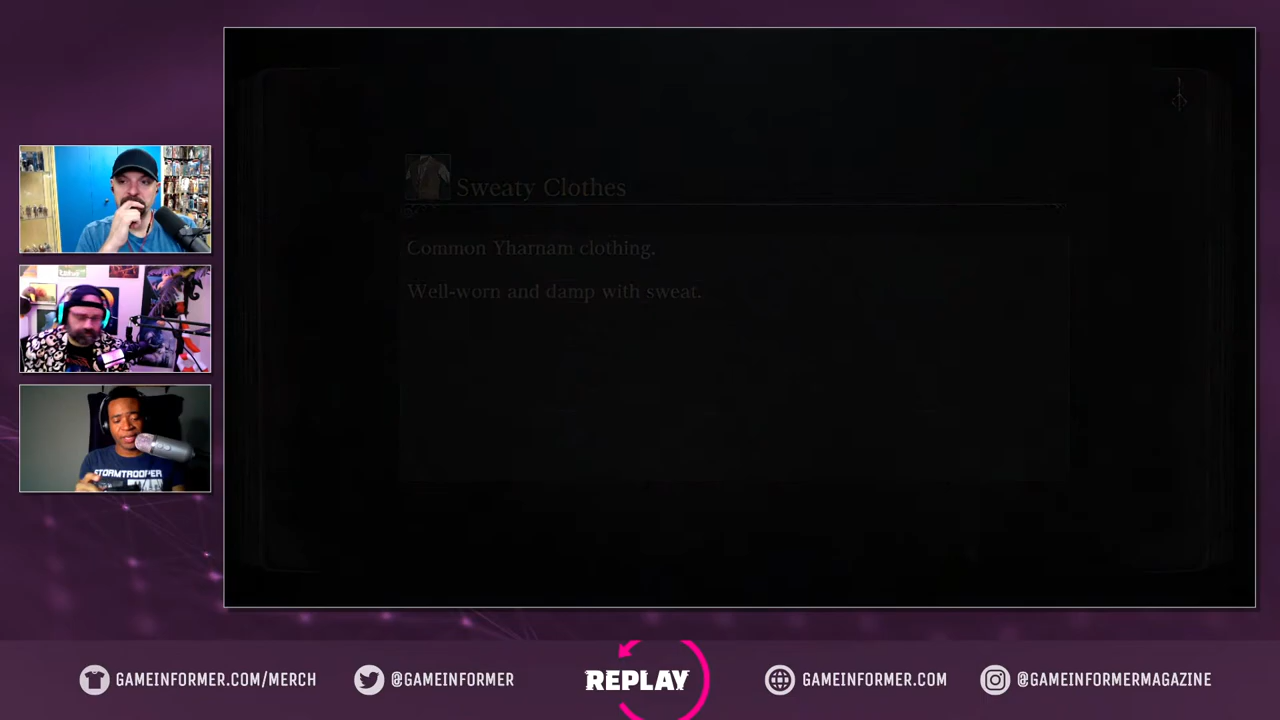 Sweaty Clothes
Common Yharnam clothing.
Well-worn and damp with sweat.
STORMTROOPER
GAMEINFORMER.COM/MERCH
@GAMEINFORMER
REPLAY
GAMEINFORMER.COM
@GAMEINFORMERMAGAZINE